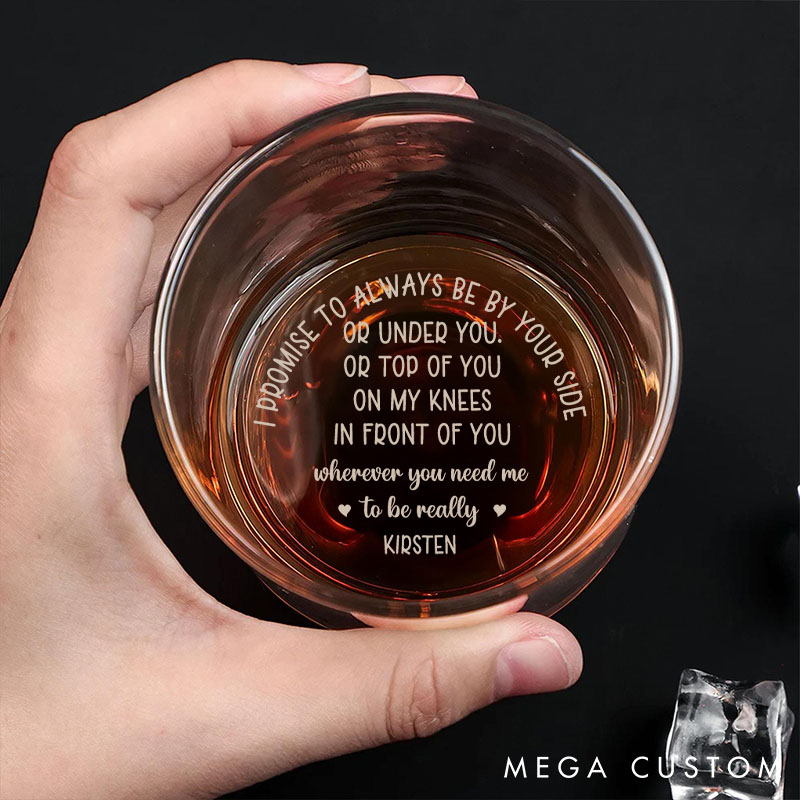 I PROMISE TO ALWAYS BE BY YOUR SIDE
OR UNDER YOU.
OR TOP OF YOU
ON MY KNEES
IN FRONT OF YOU
wherever you need me
to be really
KIRSTEN
MEGA CUSTOM